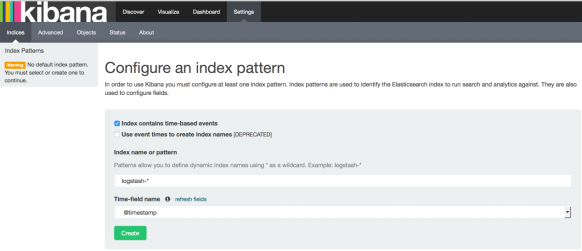 kibana
Discover
Visualize
Dashboard
Settings
Indices
Advanced
Objects
Status
About
Index Patterns
Warning No default index pattern.
You must select or create one to
continue.
Configure an index pattern
In order to use Kibana you must configure at least one index pattern. Index patterns are used to identify the Elasticsearch index to run search and analytics against. They are also
used to configure fields.
Index contains time-based events
Use event times to create index names [DEPRECATED]
Index name or pattern
Patterns allow you to define dynamic index names using * as a wildcard. Example: logstash-*
logstash-*
Time-field name refresh fields
@timestamp
Create